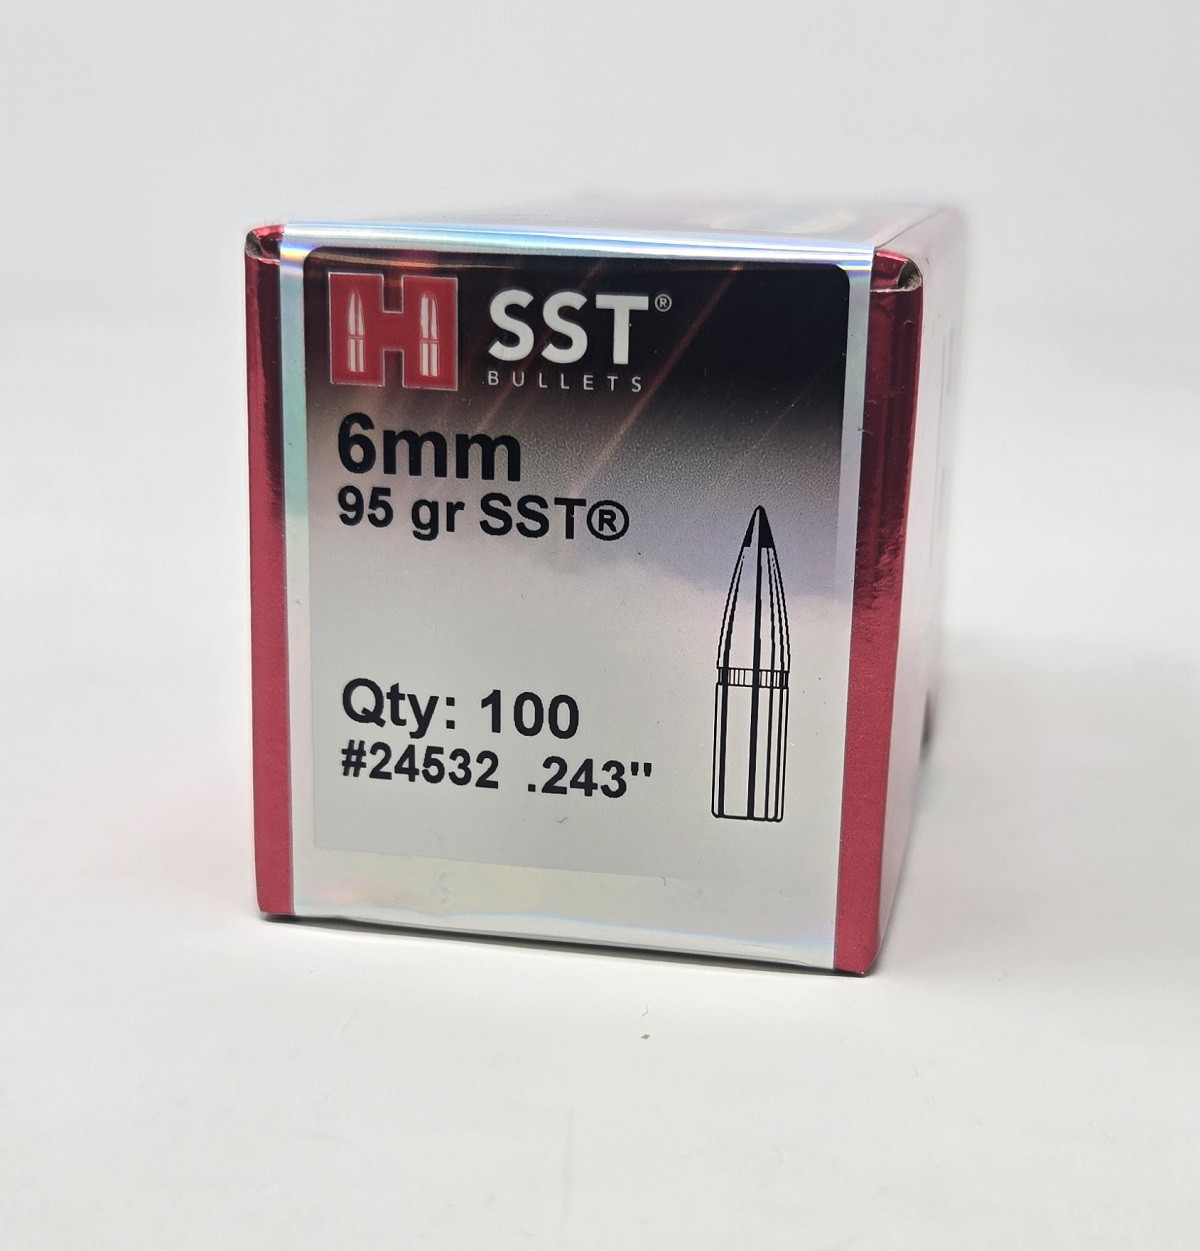 H SST®
BULLETS
6mm
95 gr SST®
Qty: 100
#24532 .243"